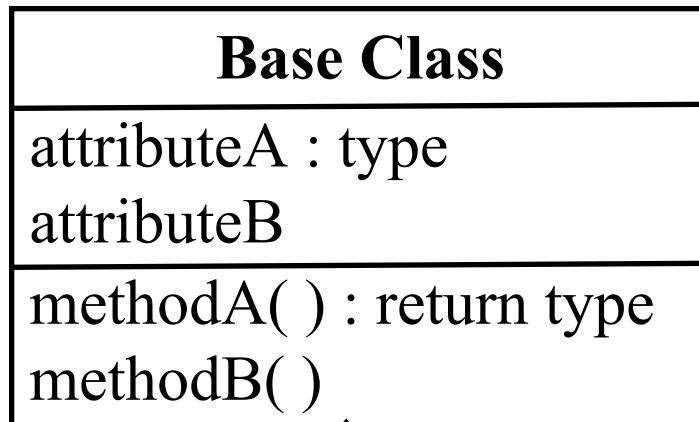 Base Class
attributeA : type
attributeB
methodA( ) : return type
methodB( )